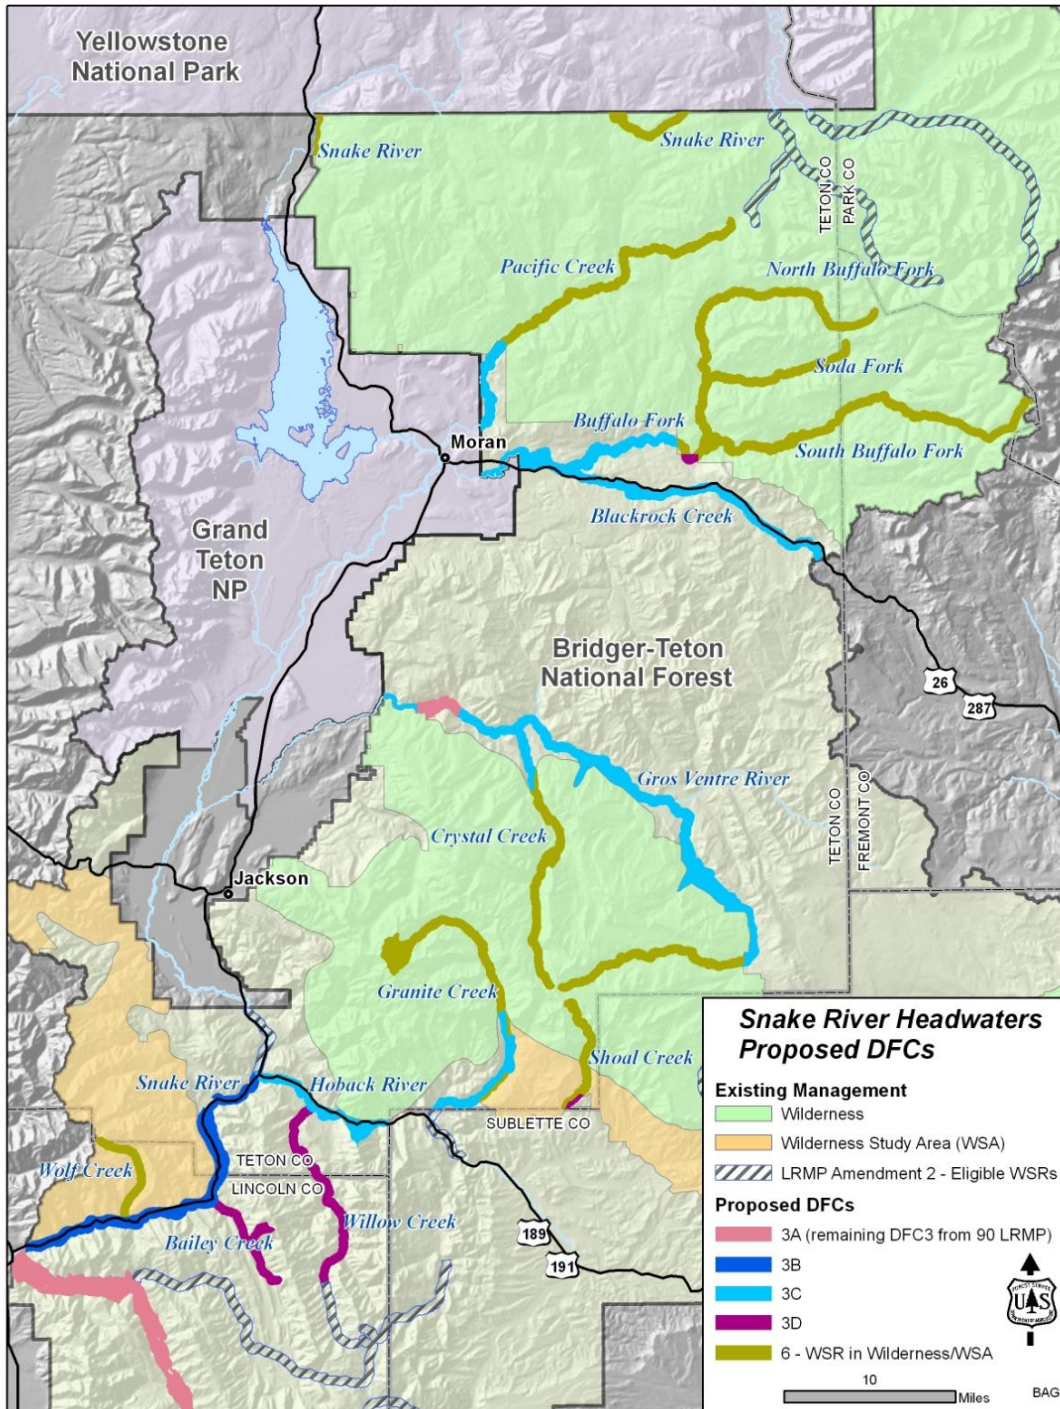 Yellowstone
National Park
Snake River
Snake River
TETON CO
PARK CO
Pacific Creek
North Buffalo Fork
Soda Fork
Buffalo Fork
South Buffalo Fork
Moran
Blackrock Creek
Grand
Teton
NP
Bridger-Teton
National Forest
26
287
Gros Ventre River
TETON CO
FREMONT CO
Crystal Creek
Jackson
Granite Creek
Shoal Creek
Snake River
Hoback River
SUBLETTE CO
Wolf Creek
TETON CO
LINCOLN CO
Bailey Creek
Willow Creek
189
191
Snake River Headwaters
Proposed DFCs
Existing Management
Wilderness
Wilderness Study Area (WSA)
LRMP Amendment 2 - Eligible WSRs
Proposed DFCs
3A (remaining DFC3 from 90 LRMP)
3B
3C
3D
6 - WSR in Wilderness/WSA
FOREST SERVICE
U S
DEPARTMENT OF AGRICULTURE
10
Miles
BAG